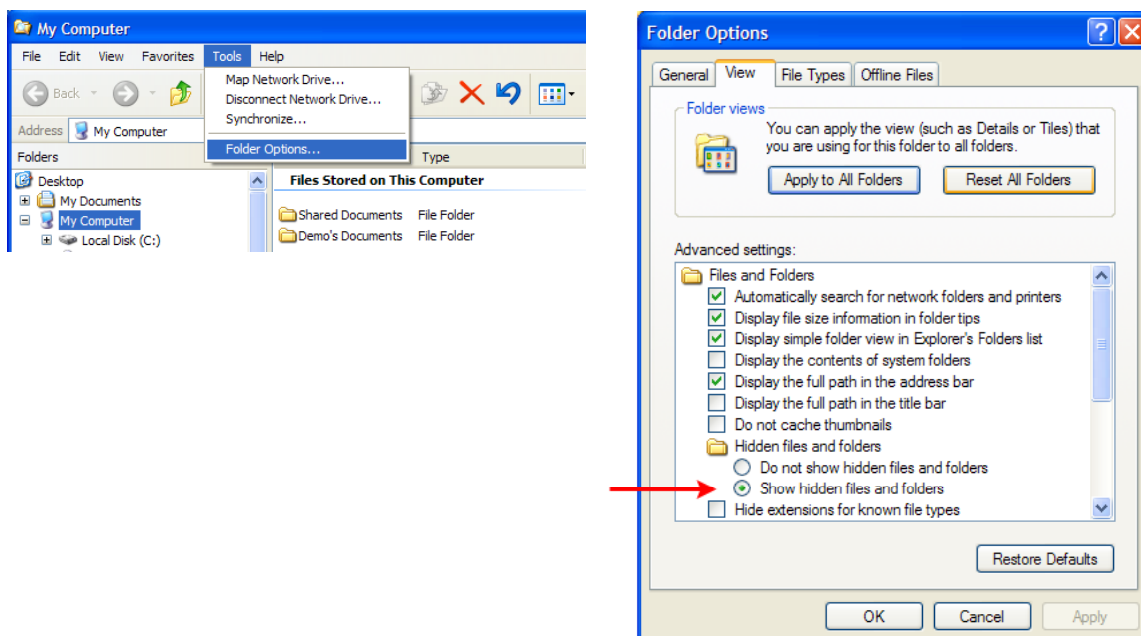 My Computer
File Edit View Favorites Tools Help
Back
Map Network Drive...
Disconnect Network Drive...
Synchronize...
Folder Options...
Address My Computer
Folders
Type
Desktop
My Documents
My Computer
Local Disk (C:)
Files Stored on This Computer
Shared Documents File Folder
Demo's Documents File Folder
Folder Options
General View File Types Offline Files
Folder views
You can apply the view (such as Details or Tiles) that
you are using for this folder to all folders.
Apply to All Folders Reset All Folders
Advanced settings:
Files and Folders
Automatically search for network folders and printers
Display file size information in folder tips
Display simple folder view in Explorer's Folders list
Display the contents of system folders
Display the full path in the address bar
Display the full path in the title bar
Do not cache thumbnails
Hidden files and folders
Do not show hidden files and folders
Show hidden files and folders
Hide extensions for known file types
Restore Defaults
OK Cancel Apply